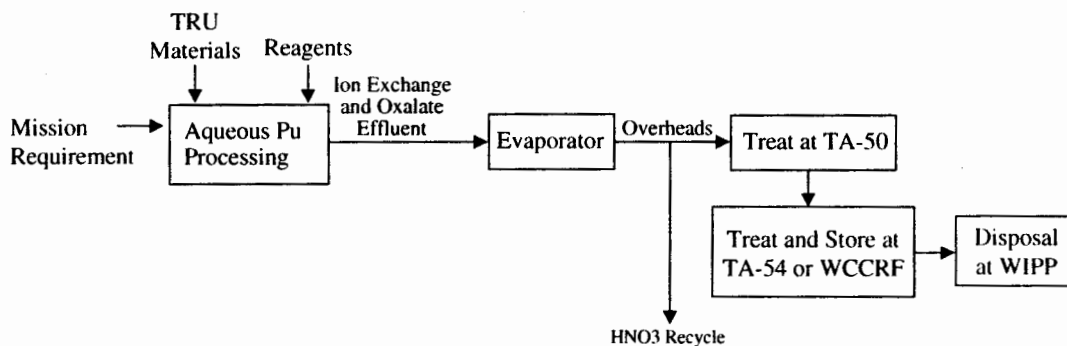 TRU
Materials
Reagents
Ion Exchange
and Oxalate
Effluent
Mission
Requirement
Aqueous Pu
Processing
Evaporator
Overheads
Treat at TA-50
Treat and Store at
TA-54 or WCCRF
Disposal
at WIPP
HNO3 Recycle